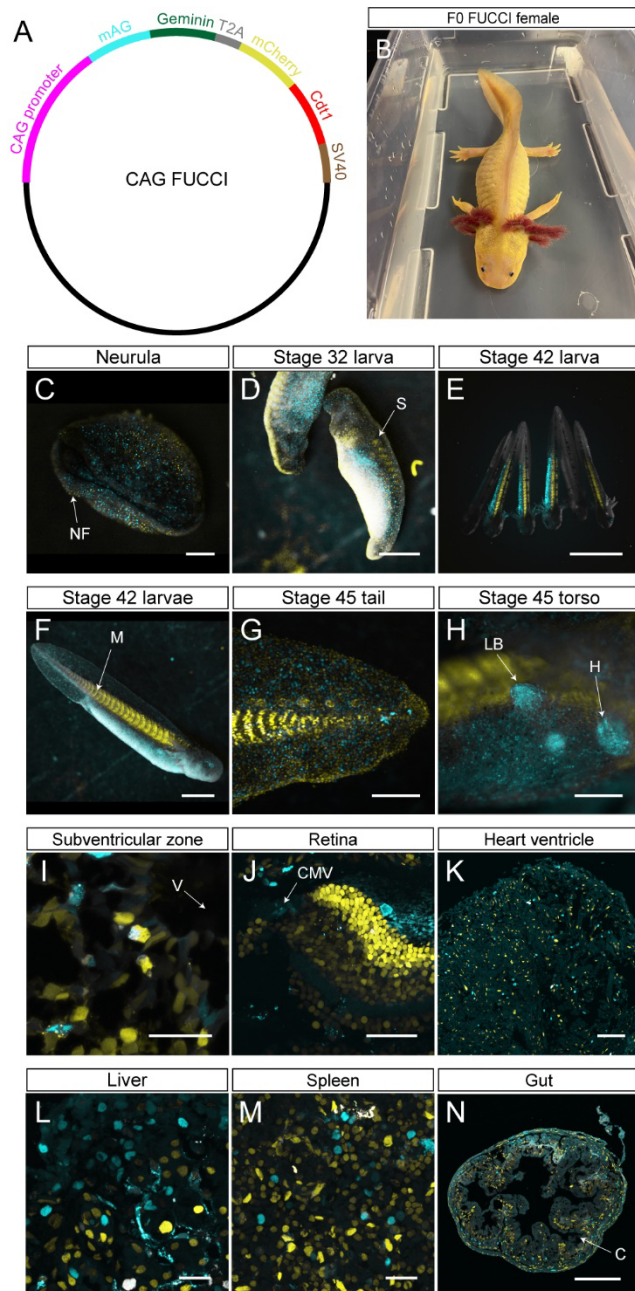 A
CAG promoter
mAG
Geminin
T2A
mCherry
Cdt1
SV40
CAG FUCCI
F0 FUCCI female
B
Neurula
Stage 32 larva
Stage 42 larva
C
NF
D
S
E
Stage 42 larvae
Stage 45 tail
Stage 45 torso
F
M
G
H
LB
H
Subventricular zone
Retina
Heart ventricle
I
V
J
CMV
K
Liver
Spleen
Gut
L
M
N
C